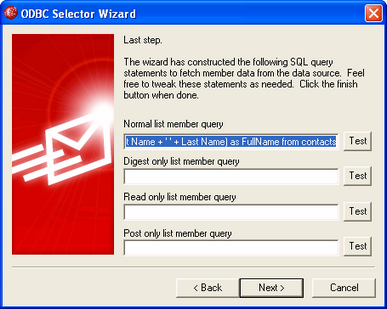 ODBC Selector Wizard
Last step.
The wizard has constructed the following SQL query
statements to fetch member data from the data source. Feel
free to tweak these statements as needed. Click the finish
button when done.
Normal list member query
t Name + ' ' + Last Name) as FullName from contacts
Test
Digest only list member query
Test
Read only list member query
Test
Post only list member query
Test
< Back
Next >
Cancel